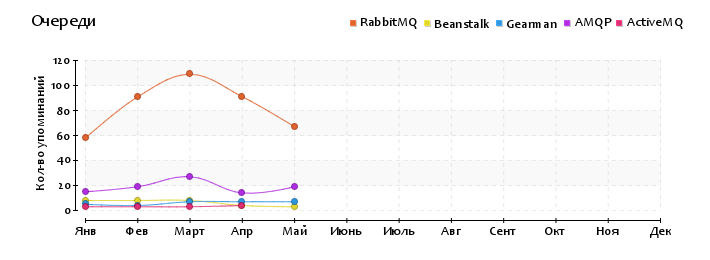 Очереди
RabbitMQ Beanstalk Gearman AMQP ActiveMQ
Кол-во упоминаний
120
100
80
60
40
20
0
Янв Фев Март Апр Май Июнь Июль Авг Сент Окт Ноя Дек